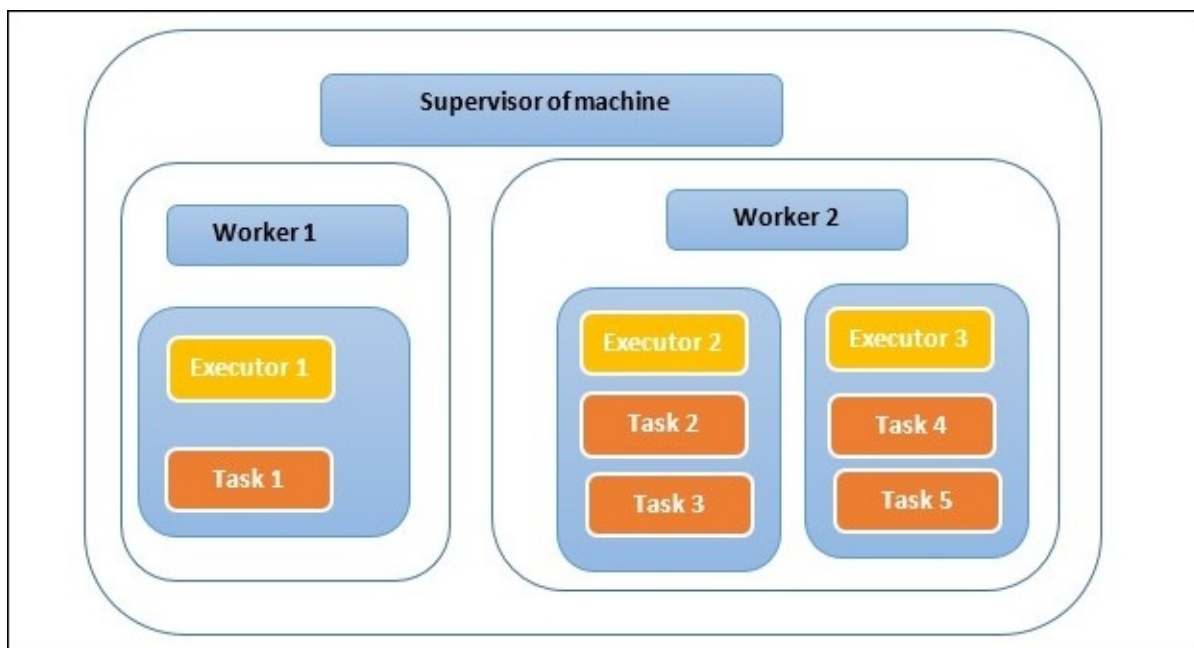 Supervisor of machine
Worker 1
Executor 1
Task 1
Worker 2
Executor 2
Task 2
Task 3
Executor 3
Task 4
Task 5